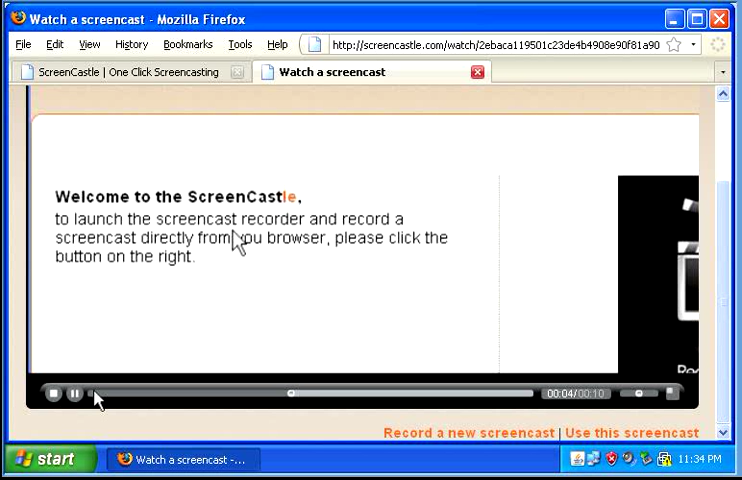 Watch a screencast - Mozilla Firefox
File Edit View History Bookmarks Tools Help
http://screencastle.com/watch/2ebaca119501c23de4b4908e90f81a90
ScreenCastle | One Click Screencasting
Watch a screencast
Welcome to the ScreenCastle,
to launch the screencast recorder and record a
screencast directly from you browser, please click the
button on the right.
00:04/00:10
Record a new screencast | Use this screencast
start
Watch a screencast -...
11:34 PM